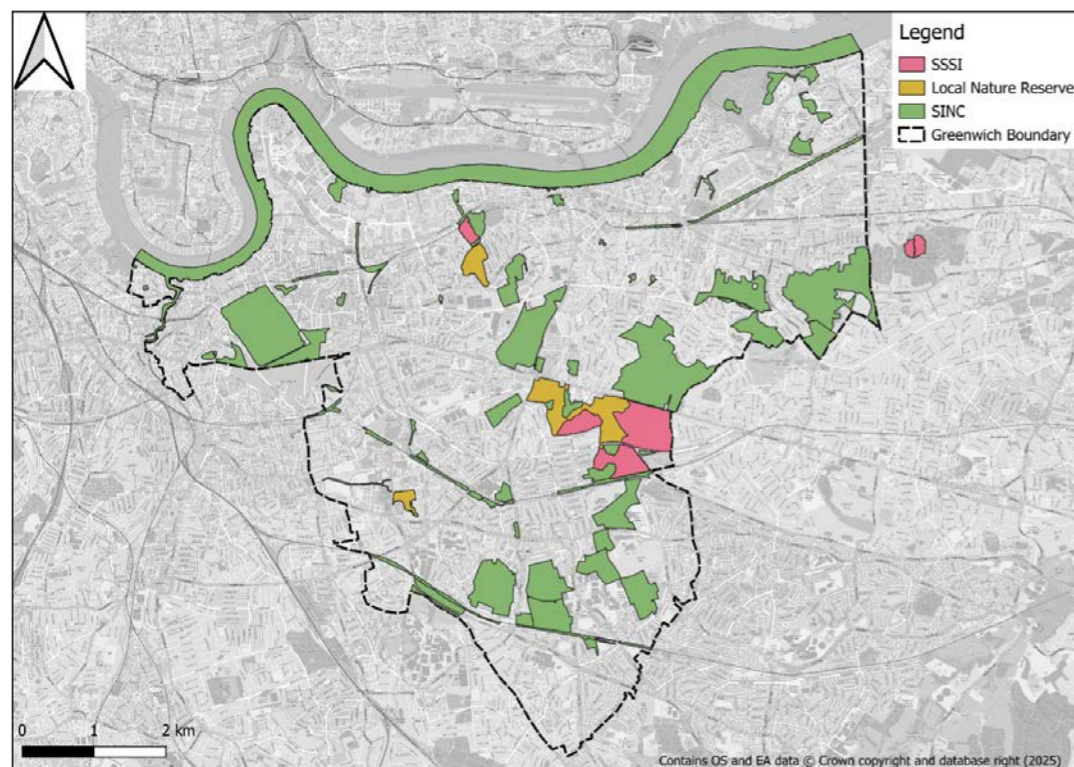 Legend
SSSI
Local Nature Reserve
SINC
Greenwich Boundary
0 1 2 km
Contains OS and EA data © Crown copyright and database right (2025)